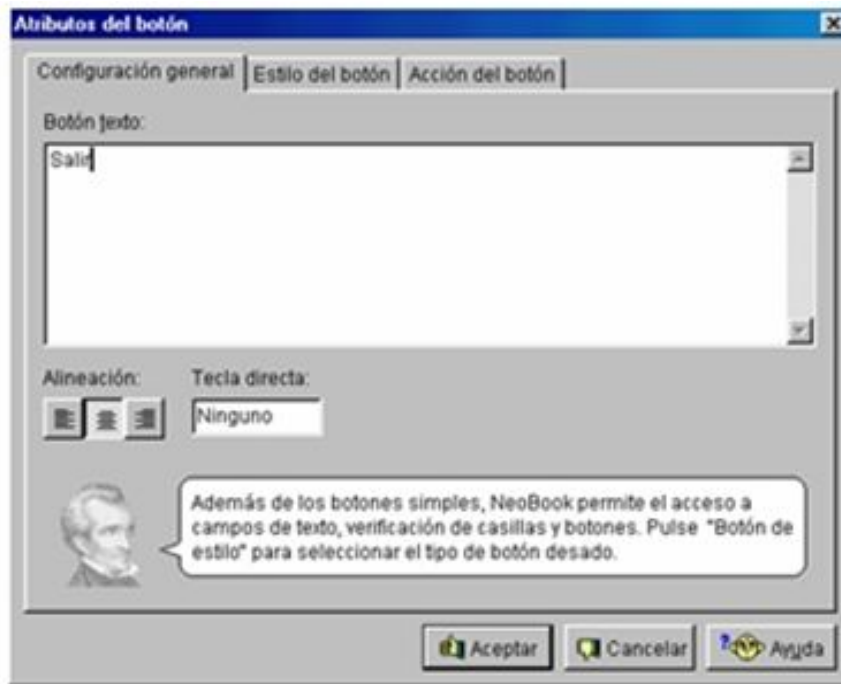 Atributos del botón
Configuración general
Estilo del botón
Acción del botón
Botón texto:
Salir
Alineación:
Tecla directa:
Ninguno
Además de los botones simples, NeoBook permite el acceso a
campos de texto, verificación de casillas y botones. Pulse "Botón de
estilo" para seleccionar el tipo de botón desado.
Aceptar
Cancelar
Ayuda